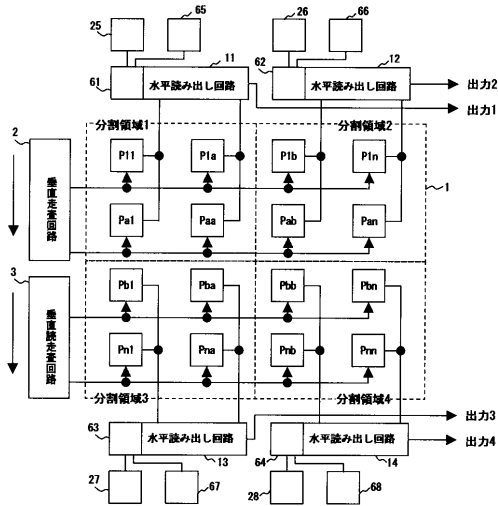 25
65
26
66
11
12
61
水平読み出し回路
62
水平読み出し回路
出力2
出力1
分割領域1
分割領域2
2
P11
P1a
P1b
P1n
1
垂直走査回路
Pa1
Paa
Pab
Pan
3
Pb1
Pba
Pbb
Pbn
垂直読走査回路
Pn1
Pna
Pnb
Pnn
分割領域3
分割領域4
出力3
63
水平読み出し回路
水平読み出し回路
出力4
13
64
14
27
67
28
68